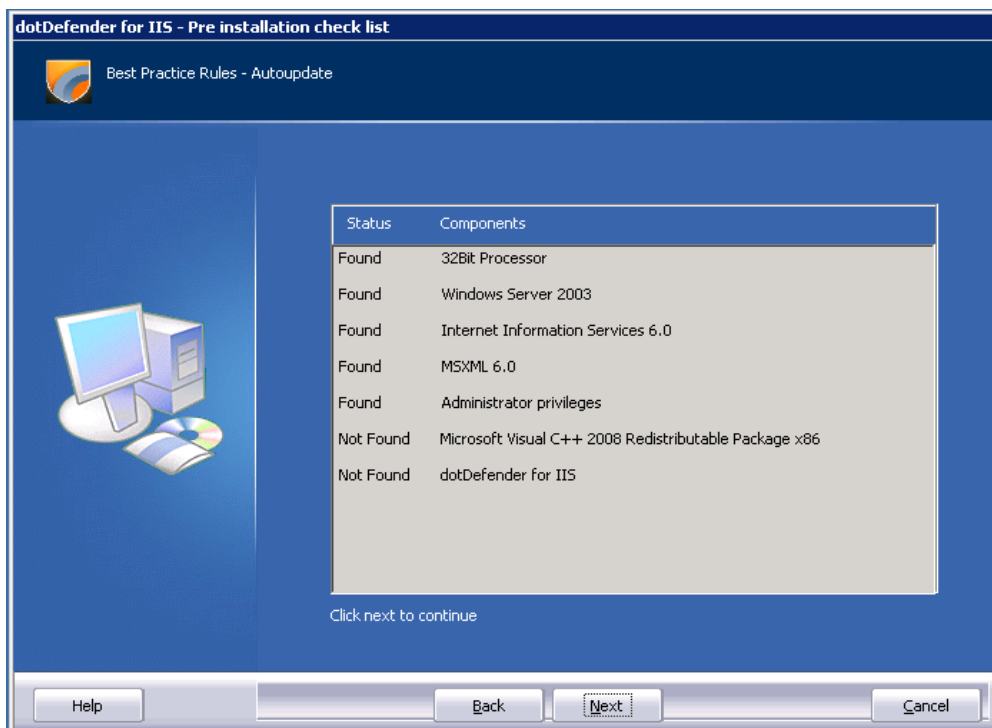 dotDefender for IIS - Pre installation check list
Best Practice Rules - Autoupdate
Status Components
Found 32Bit Processor
Found Windows Server 2003
Found Internet Information Services 6.0
Found MSXML 6.0
Found Administrator privileges
Not Found Microsoft Visual C++ 2008 Redistributable Package x86
Not Found dotDefender for IIS
Click next to continue
Help Back Next Cancel